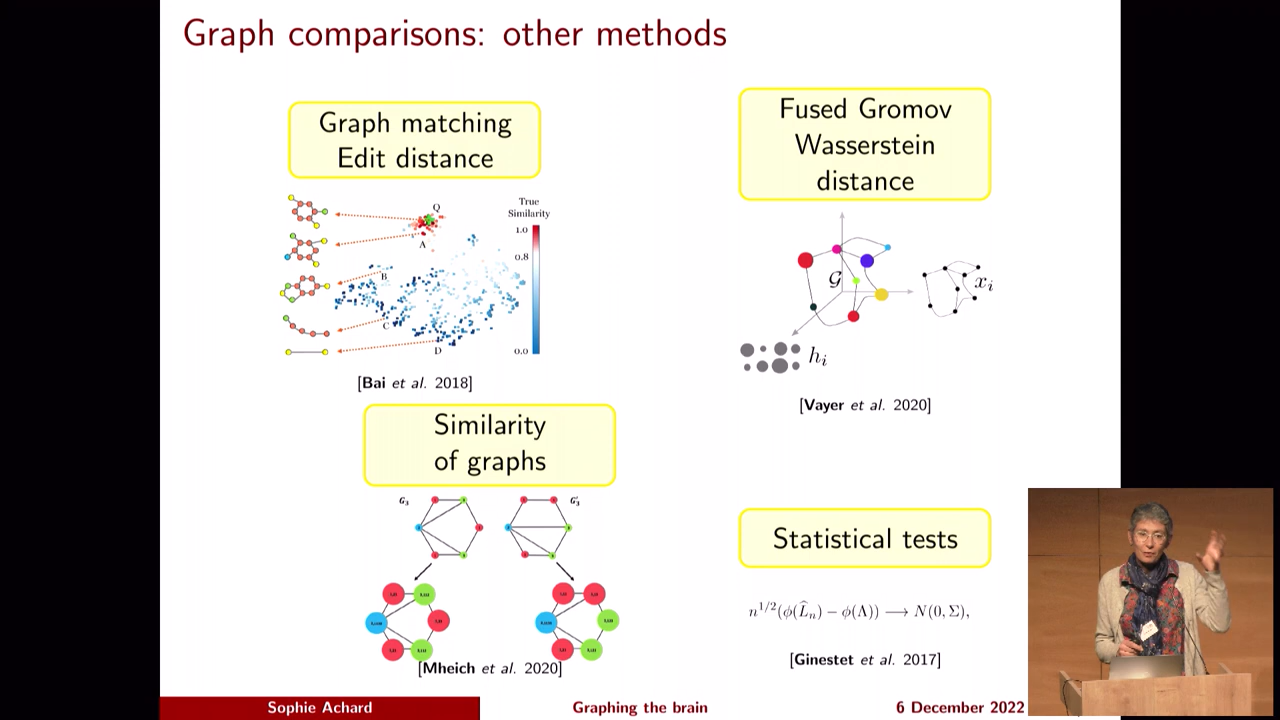 Graph comparisons: other methods
Graph matching
Edit distance
Q
A
B
C
D
True
Similarity
1.0
0.8
0.0
[Bai et al. 2018]
Fused Gromov
Wasserstein
distance
𝒢
x_i
h_i
[Vayer et al. 2020]
Similarity
of graphs
G_3
G'_3
[Mheich et al. 2020]
Statistical tests
n^{1/2}(ϕ(L̂_n) − ϕ(Λ)) ⟶ N(0, Σ),
[Ginestet et al. 2017]
Sophie Achard
Graphing the brain
6 December 2022